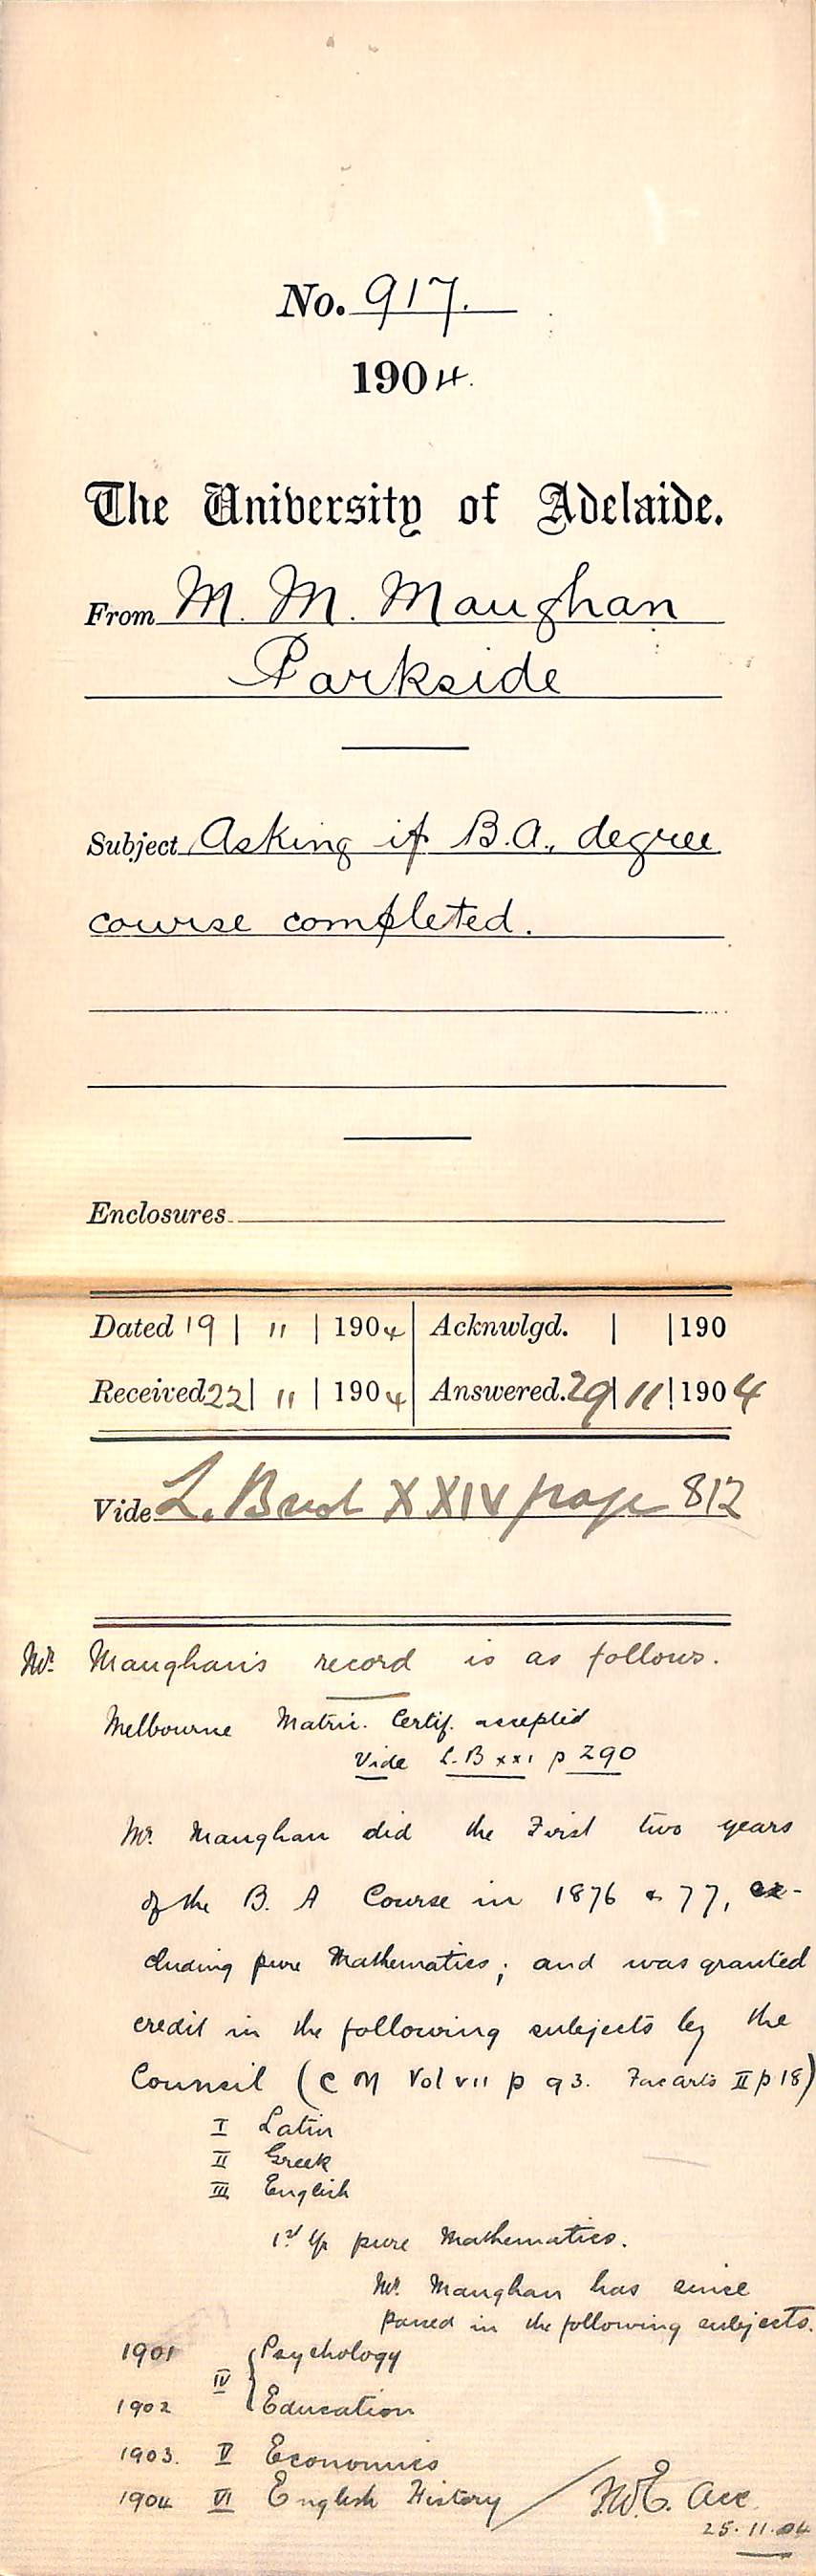 No. 917.
1904.
The University of Adelaide.
From M. M. Maughan
Parkside
Subject Asking if B.A., degree
course completed.
Enclosures
Dated 19 | 11 | 1904 Acknwlgd. | | 190
Received 22 | 11 | 1904 Answered. 29 | 11 | 1904
Vide L. Book XXIV page 812
Mr. Maughan's record is as follows.
Melbourne Matric. Certif. accepted
Vide L.B xxi p 290
Mr. Maughan did the First two years
of the B. A Course in 1876 & 77, ex-
cluding pure Mathematics; and was granted
credit in the following subjects by the
Council (C M Vol vii p 93. Fac arts II p 18)
I Latin
II Greek
III English
1st Yr pure Mathematics.
Mr. Maughan has since
passed in the following subjects.
1901 Psychology
IV
1902 Education
1903. V Economics
1904 VI English History
25.11.04